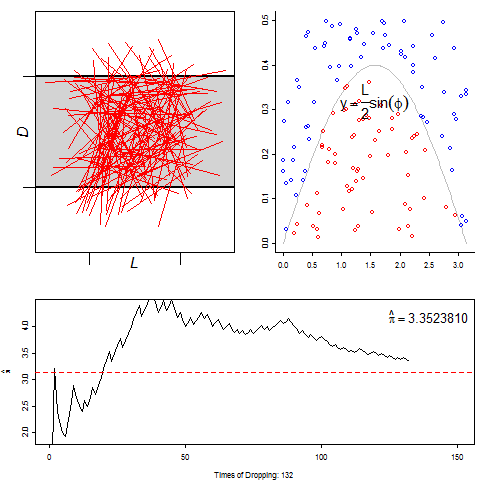 D
L
0.0 0.1 0.2 0.3 0.4 0.5
y = L/2 sin(ϕ)
0.0 0.5 1.0 1.5 2.0 2.5 3.0
π̂
2.0 2.5 3.0 3.5 4.0
π̂ = 3.3523810
0 50 100 150
Times of Dropping: 132